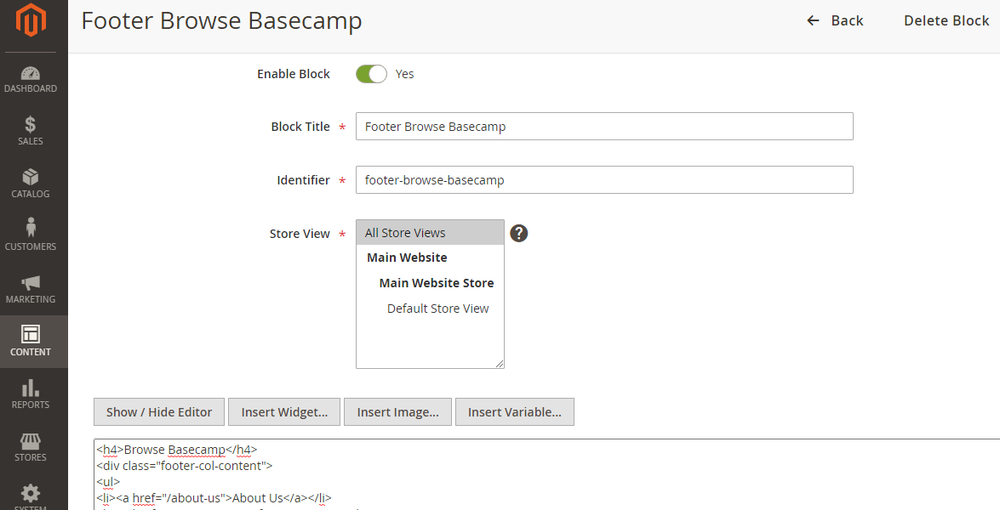 Footer Browse Basecamp
Back
Delete Block
DASHBOARD
SALES
CATALOG
CUSTOMERS
MARKETING
CONTENT
REPORTS
STORES
SYSTEM
Enable Block Yes
Block Title * Footer Browse Basecamp
Identifier * footer-browse-basecamp
Store View * All Store Views ?
Main Website
Main Website Store
Default Store View
Show / Hide Editor Insert Widget... Insert Image... Insert Variable...
<h4>Browse Basecamp</h4>
<div class="footer-col-content">
<ul>
<li><a href="/about-us">About Us</a></li>